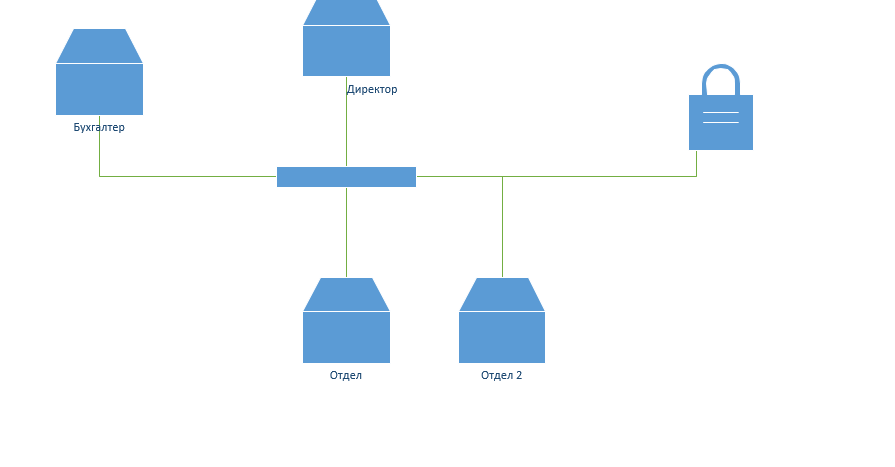 Директор
Бухгалтер
Отдел
Отдел 2